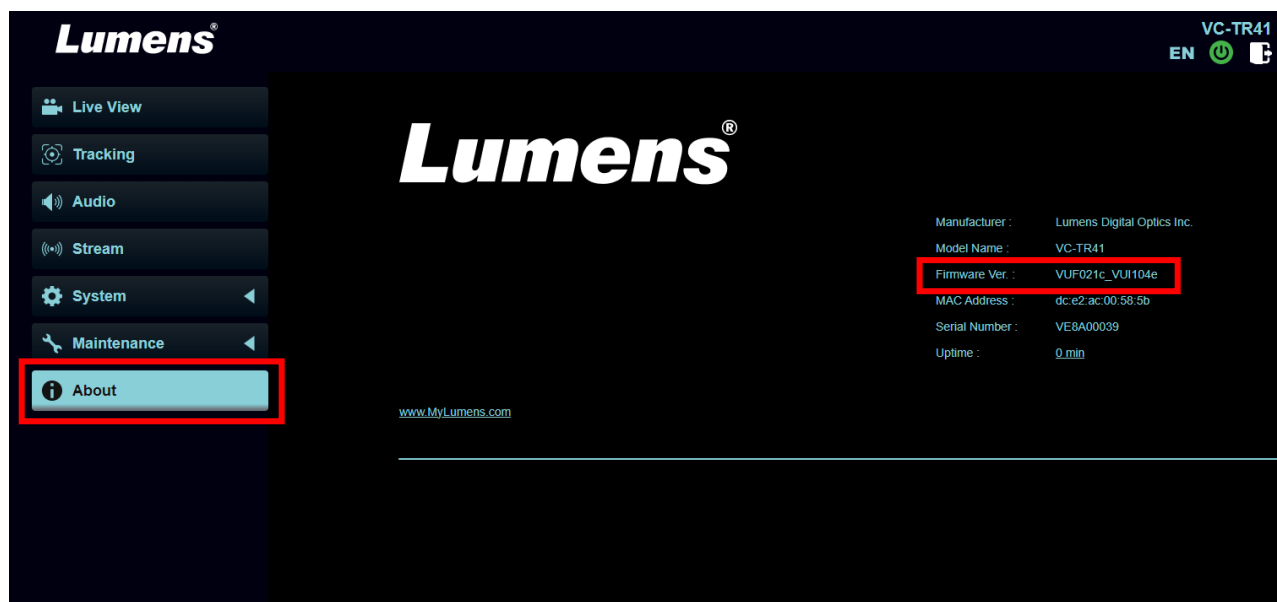 Lumens®
VC-TR41
EN
Live View
Tracking
Audio
Stream
System
Maintenance
About
Lumens®
Manufacturer : Lumens Digital Optics Inc.
Model Name : VC-TR41
Firmware Ver. : VUF021c_VUI104e
MAC Address : dc:e2:ac:00:58:5b
Serial Number : VE8A00039
Uptime : 0 min
www.MyLumens.com